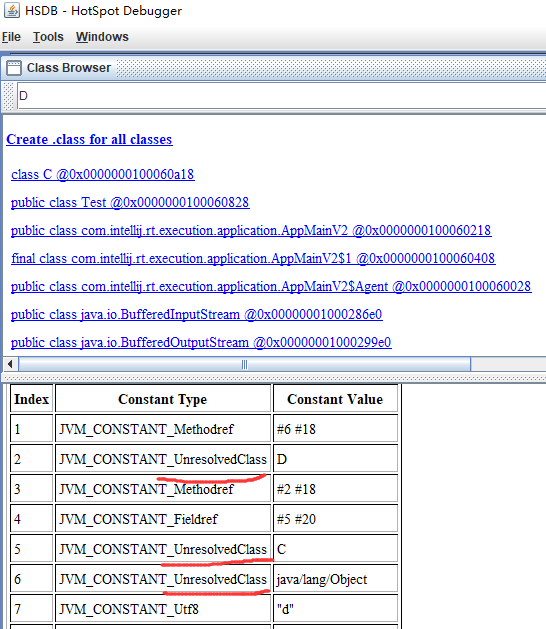 HSDB - HotSpot Debugger
File Tools Windows
Class Browser
D
Create .class for all classes
class C @0x0000000100060a18
public class Test @0x0000000100060828
public class com.intellij.rt.execution.application.AppMainV2 @0x0000000100060218
final class com.intellij.rt.execution.application.AppMainV2$1 @0x0000000100060408
public class com.intellij.rt.execution.application.AppMainV2$Agent @0x0000000100060028
public class java.io.BufferedInputStream @0x00000001000286e0
public class java.io.BufferedOutputStream @0x00000001000299e0
Index Constant Type Constant Value
1 JVM_CONSTANT_Methodref #6 #18
2 JVM_CONSTANT_UnresolvedClass D
3 JVM_CONSTANT_Methodref #2 #18
4 JVM_CONSTANT_Fieldref #5 #20
5 JVM_CONSTANT_UnresolvedClass C
6 JVM_CONSTANT_UnresolvedClass java/lang/Object
7 JVM_CONSTANT_Utf8 "d"